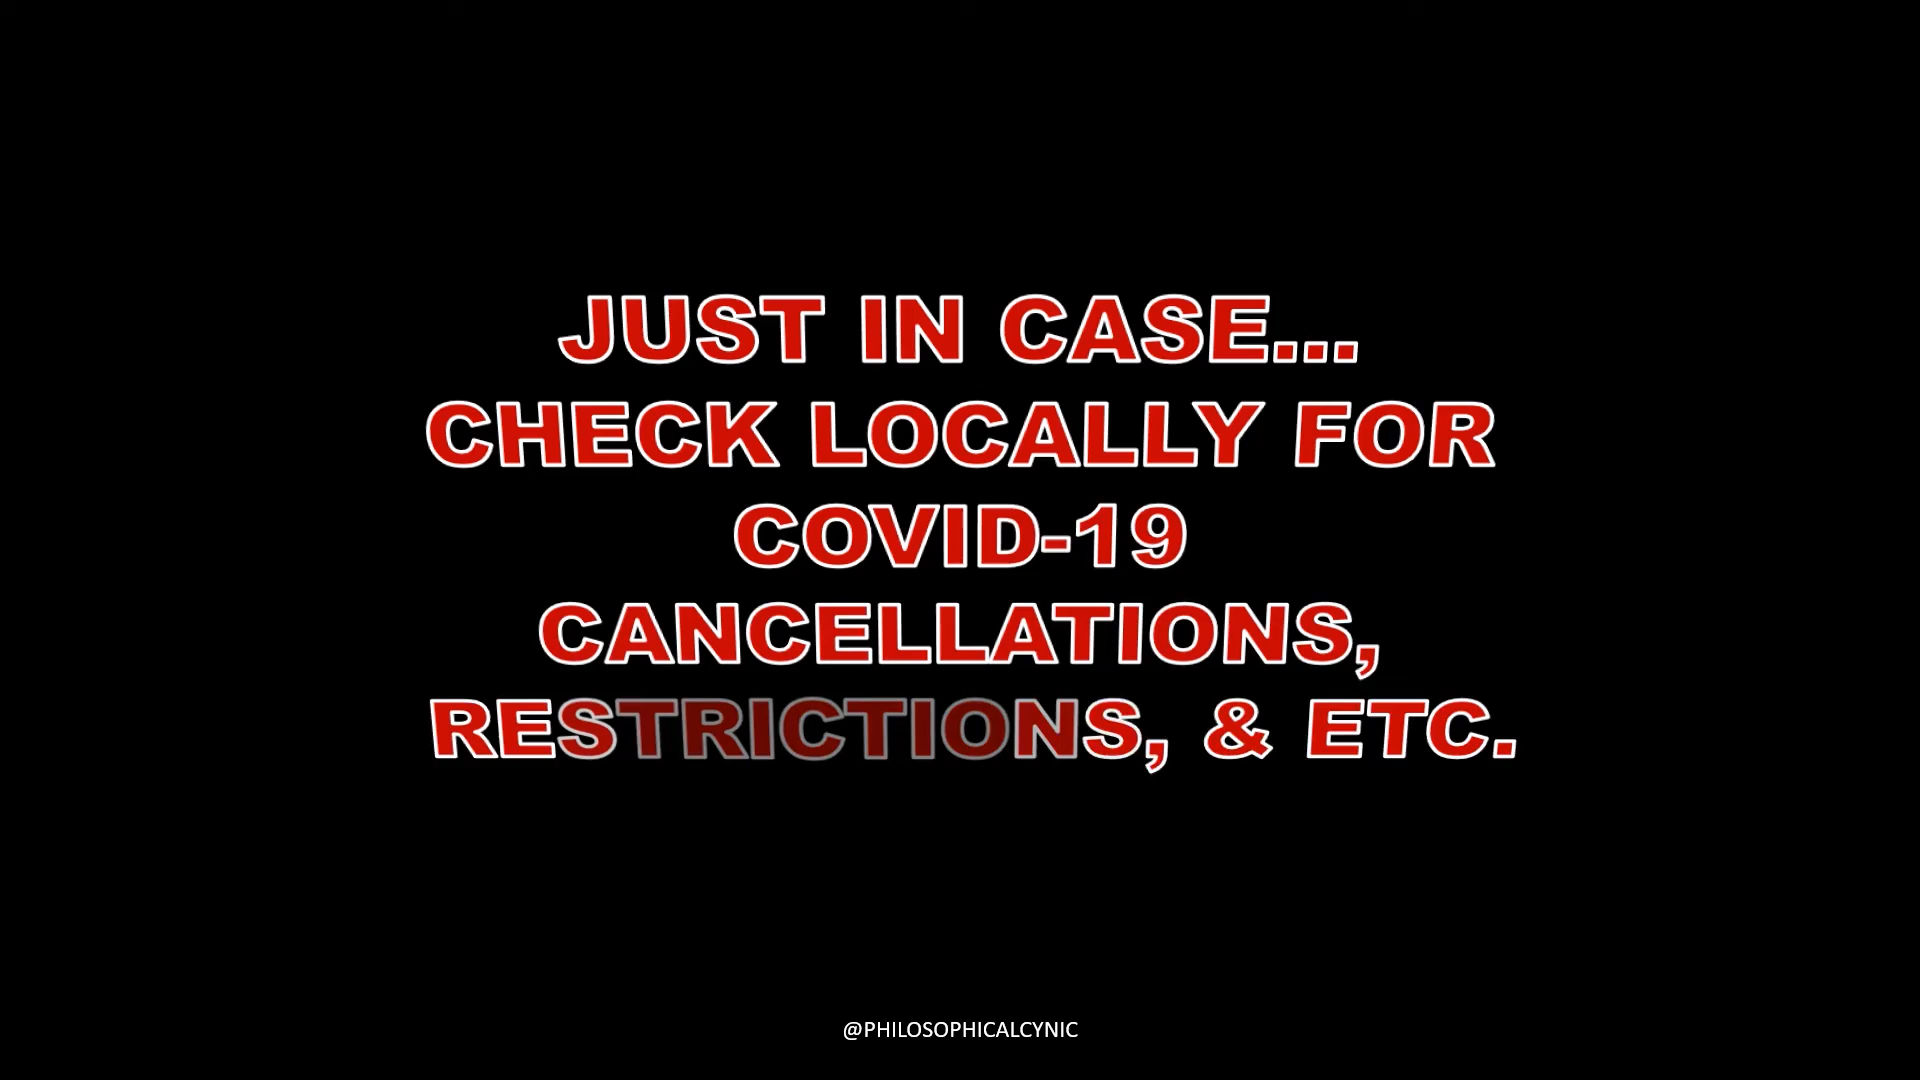 JUST IN CASE...
CHECK LOCALLY FOR
COVID-19
CANCELLATIONS,
RESTRICTIONS, & ETC.
@PHILOSOPHICALCYNIC